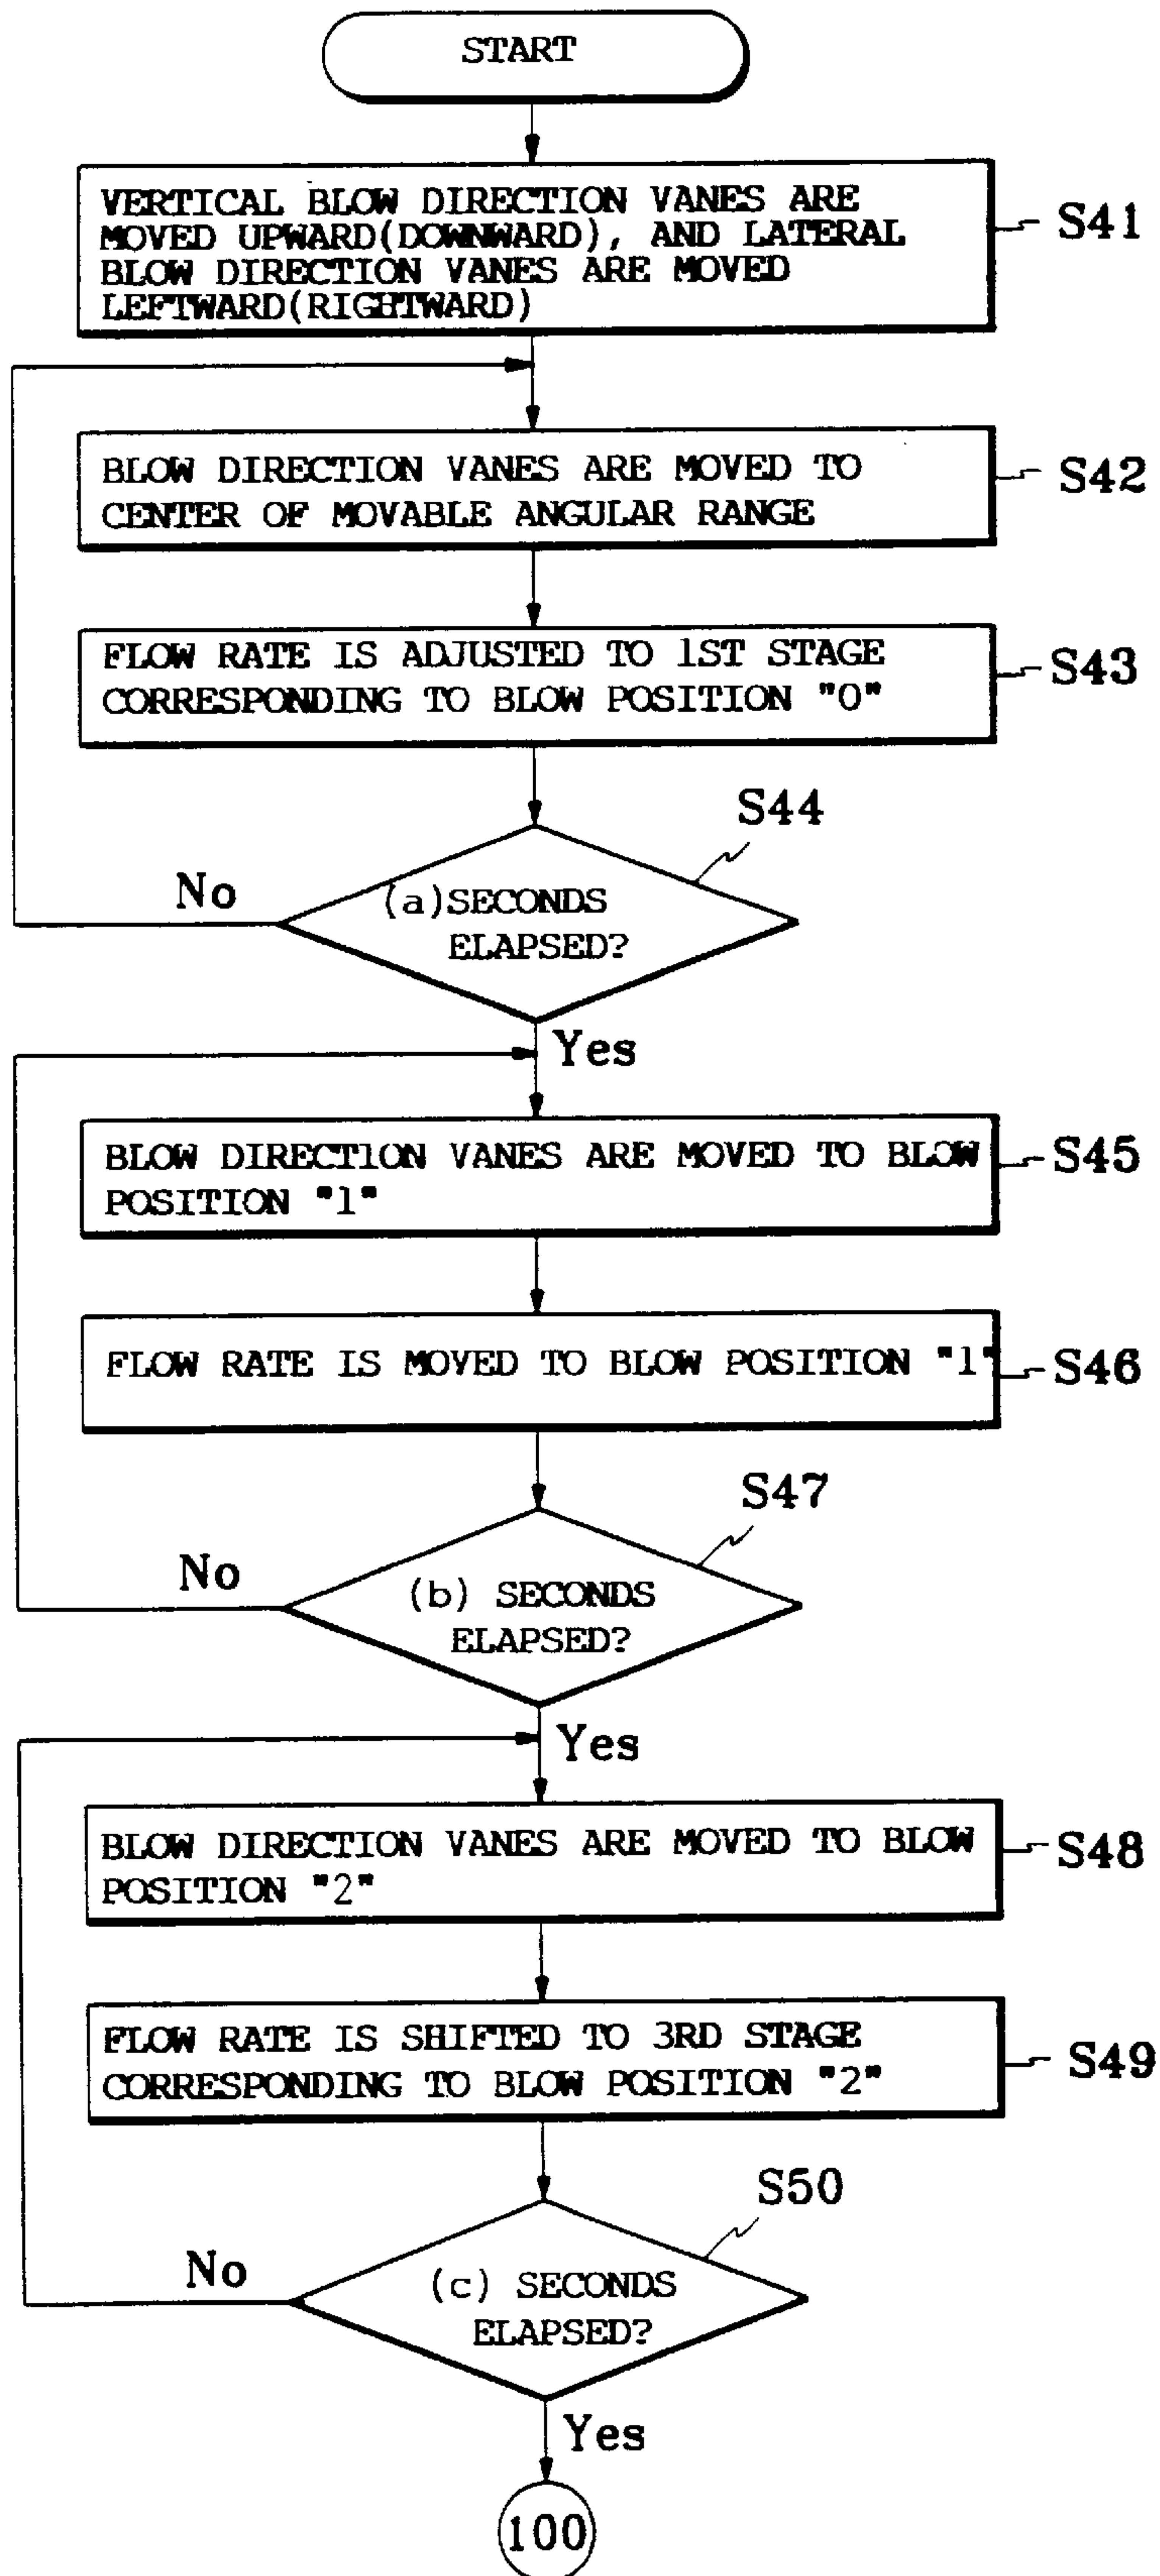 START
VERTICAL BLOW DIRECTION VANES ARE
MOVED UPWARD(DOWNWARD), AND LATERAL
BLOW DIRECTION VANES ARE MOVED
LEFTWARD(RIGHTWARD)
S41
BLOW DIRECTION VANES ARE MOVED TO
CENTER OF MOVABLE ANGULAR RANGE
S42
FLOW RATE IS ADJUSTED TO 1ST STAGE
CORRESPONDING TO BLOW POSITION "0"
S43
S44
No
(a)SECONDS
ELAPSED?
Yes
BLOW DIRECTION VANES ARE MOVED TO BLOW
POSITION "1"
S45
FLOW RATE IS MOVED TO BLOW POSITION "1"
S46
S47
No
(b) SECONDS
ELAPSED?
Yes
BLOW DIRECTION VANES ARE MOVED TO BLOW
POSITION "2"
S48
FLOW RATE IS SHIFTED TO 3RD STAGE
CORRESPONDING TO BLOW POSITION "2"
S49
S50
No
(c) SECONDS
ELAPSED?
Yes
100